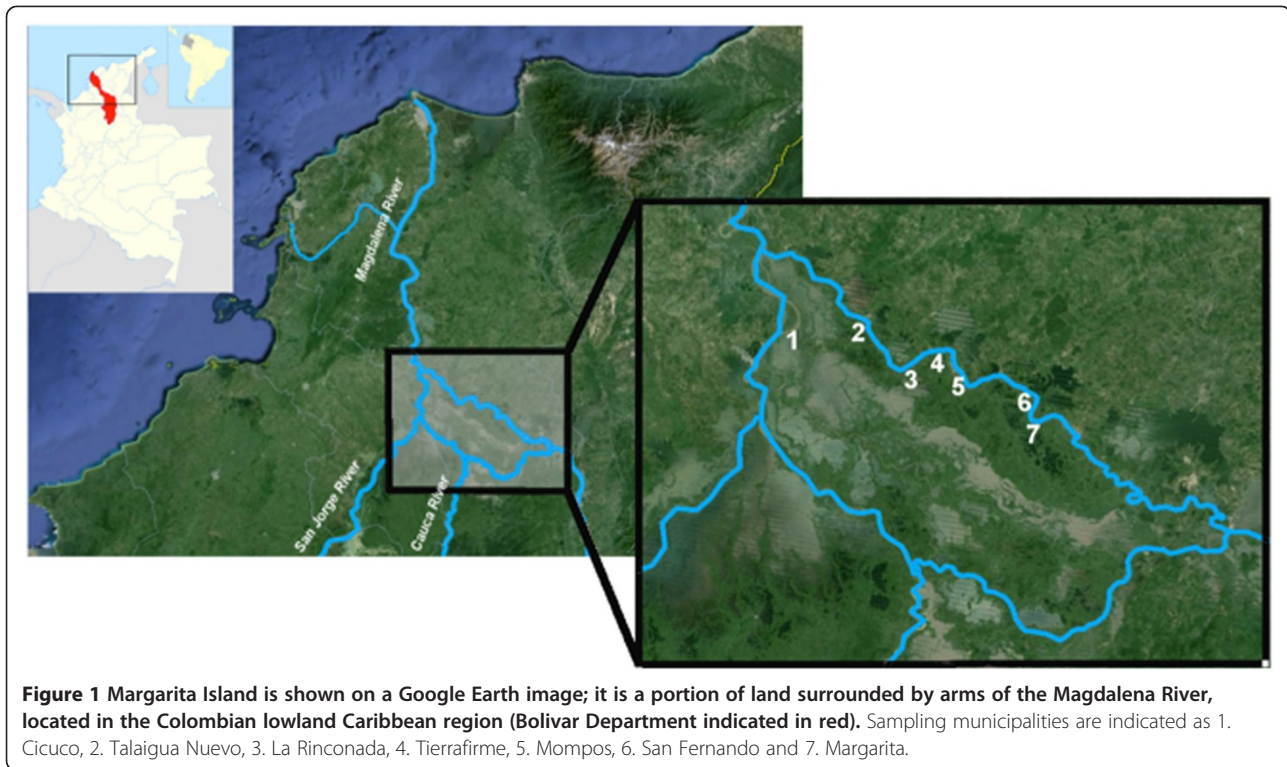 Magdalena River
San Jorge River
Cauca River
1
2
3
4
5
6
7
Figure 1 Margarita Island is shown on a Google Earth image; it is a portion of land surrounded by arms of the Magdalena River,
located in the Colombian lowland Caribbean region (Bolivar Department indicated in red). Sampling municipalities are indicated as 1.
Cicuco, 2. Talaigua Nuevo, 3. La Rinconada, 4. Tierrafirme, 5. Mompos, 6. San Fernando and 7. Margarita.